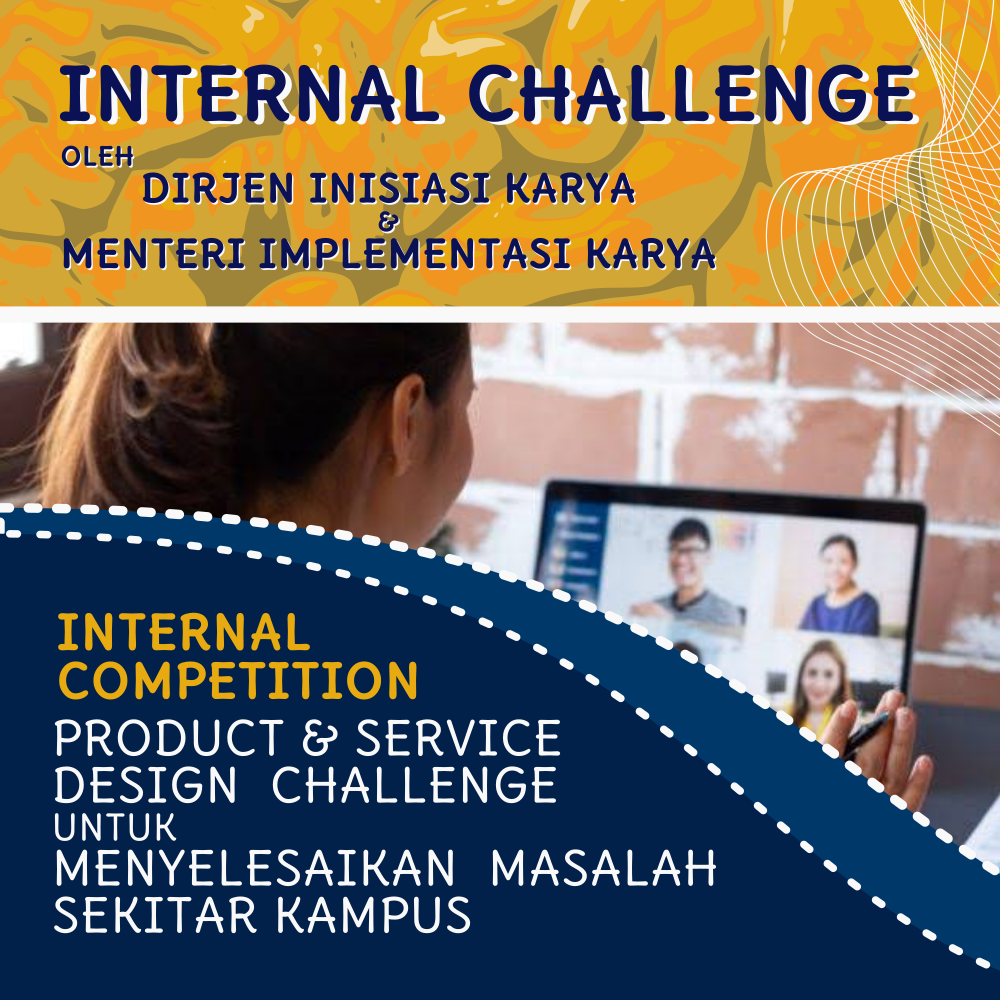 INTERNAL CHALLENGE
OLEH
DIRJEN INISIASI KARYA
&
MENTERI IMPLEMENTASI KARYA
INTERNAL
COMPETITION
PRODUCT & SERVICE
DESIGN CHALLENGE
UNTUK
MENYELESAIKAN MASALAH
SEKITAR KAMPUS